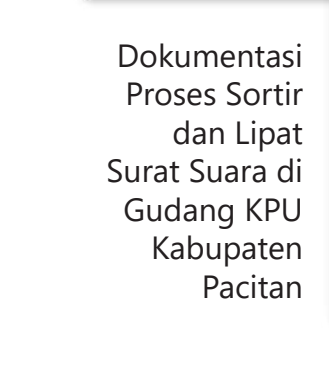 Dokumentasi
Proses Sortir
dan Lipat
Surat Suara di
Gudang KPU
Kabupaten
Pacitan